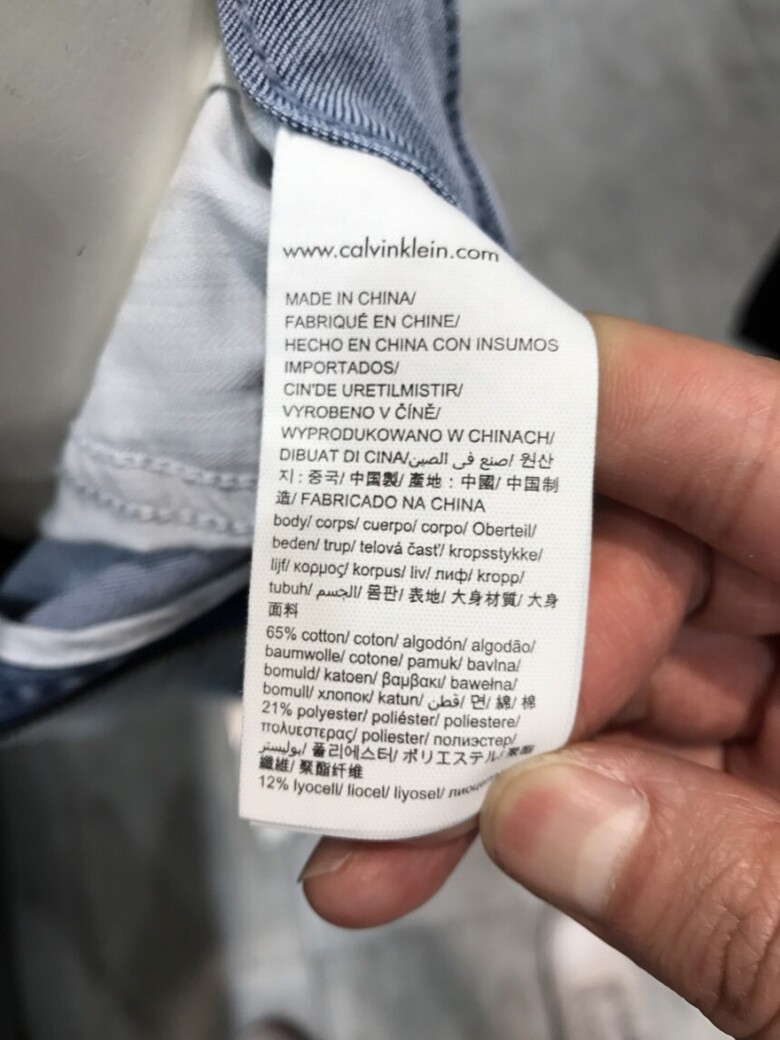 www.calvinklein.com
MADE IN CHINA/
FABRIQUÉ EN CHINE/
HECHO EN CHINA CON INSUMOS
IMPORTADOS/
CIN'DE URETILMISTIR/
VYROBENO V ČÍNĚ/
WYPRODUKOWANO W CHINACH/
DIBUAT DI CINA/صنع في الصين/ 원산
지 : 중국/ 中国製/ 產地 : 中國/ 中国制
造/ FABRICADO NA CHINA
body/ corps/ cuerpo/ corpo/ Oberteil/
beden/ trup/ telová časť/ kropsstykke/
lijf/ κορμος/ korpus/ liv/ лиф/ kropp/
tubuh/ الجسم/ 몸판/ 表地/ 大身材質/ 大身
面料
65% cotton/ coton/ algodón/ algodão/
baumwolle/ cotone/ pamuk/ bavlna/
bomuld/ katoen/ βαμβακι/ bawełna/
bomull/ хлопок/ katun/ قطن/ 면/ 綿/ 棉
21% polyester/ poliéster/ poliestere/
πολυεστερας/ poliester/ полиэстер/
بوليستر/ 폴리에스터/ ポリエステル/ 聚酯
纖維/ 聚酯纤维
12% lyocell/ liocel/ liyosel/